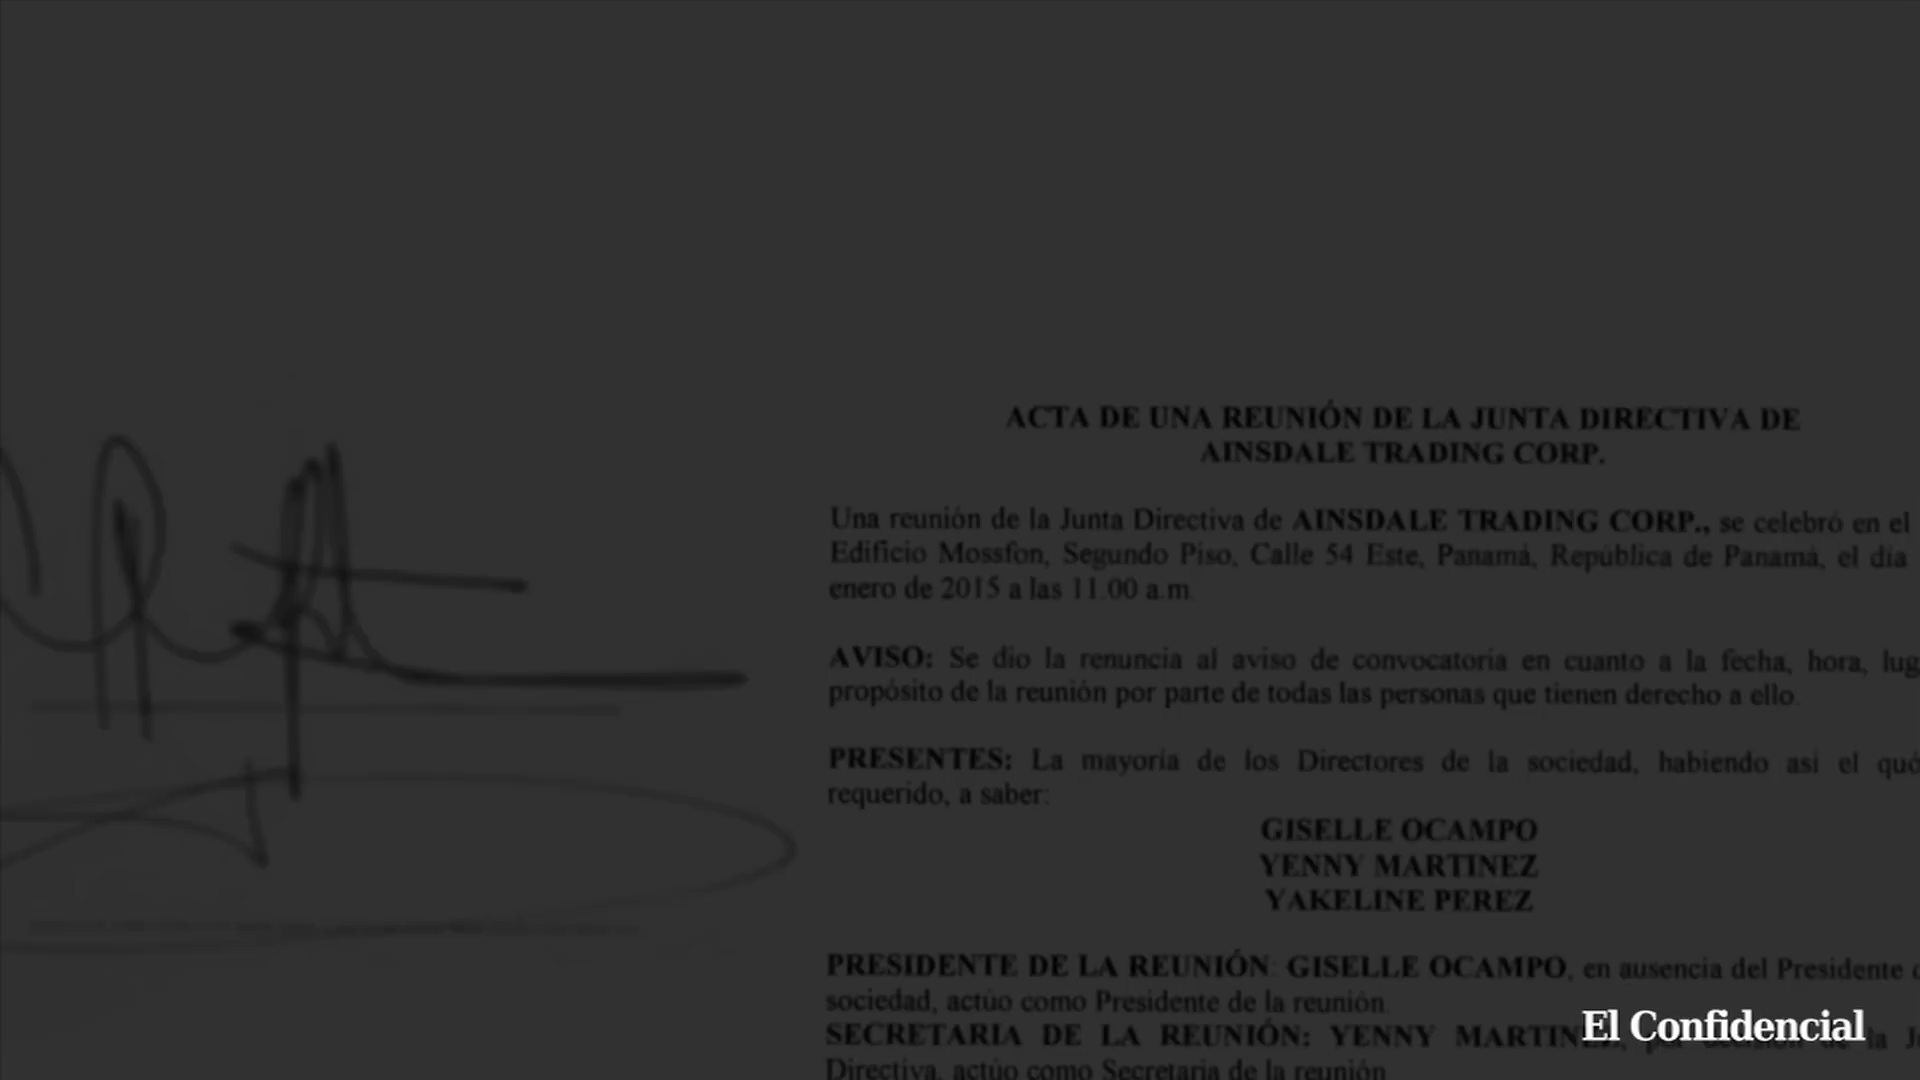 ACTA DE UNA REUNIÓN DE LA JUNTA DIRECTIVA DE
AINSDALE TRADING CORP.
Una reunión de la Junta Directiva de AINSDALE TRADING CORP., se celebró en el
Edificio Mossfon, Segundo Piso, Calle 54 Este, Panamá, República de Panamá, el día
enero de 2015 a las 11.00 a.m.
AVISO: Se dio la renuncia al aviso de convocatoria en cuanto a la fecha, hora,
propósito de la reunión por parte de todas las personas que tienen derecho a ello.
PRESENTES: La mayoría de los Directores de la sociedad, habiendo asi el
requerido, a saber:
GISELLE OCAMPO
YENNY MARTINEZ
YAKELINE PEREZ
PRESIDENTE DE LA REUNIÓN: GISELLE OCAMPO, en ausencia del Presidente
sociedad, actúo como Presidente de la reunión.
SECRETARIA DE LA REUNIÓN: YENNY
Directiva, actúo como Secretaria de la reunión
El Confidencial